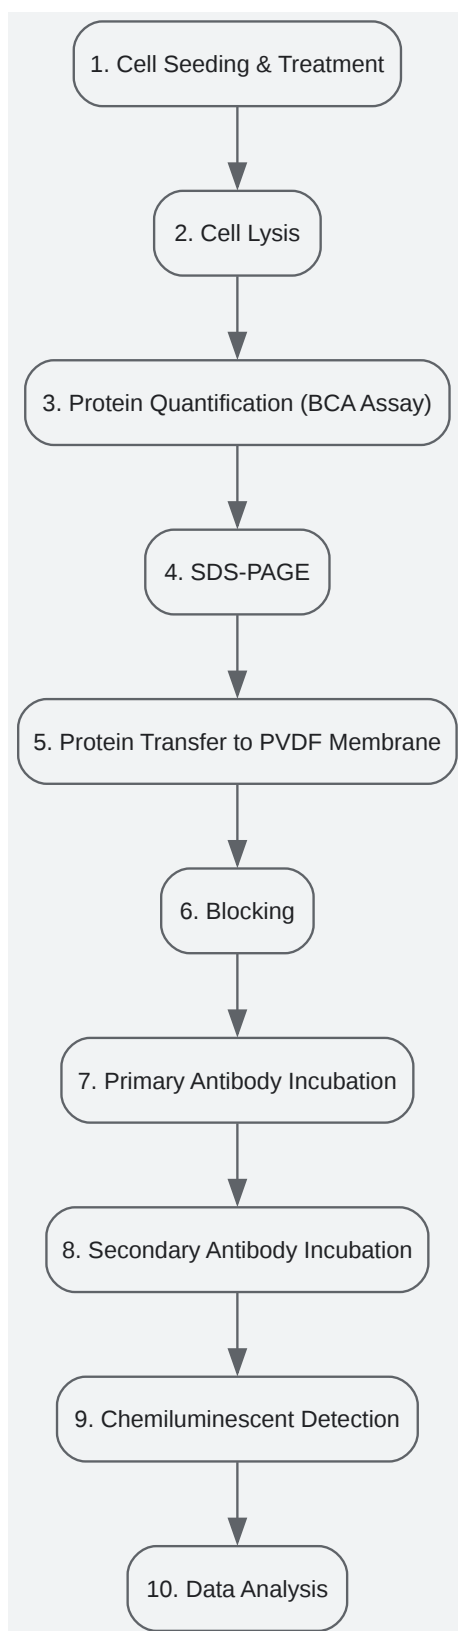 1. Cell Seeding & Treatment
2. Cell Lysis
3. Protein Quantification (BCA Assay)
4. SDS-PAGE
5. Protein Transfer to PVDF Membrane
6. Blocking
7. Primary Antibody Incubation
8. Secondary Antibody Incubation
9. Chemiluminescent Detection
10. Data Analysis